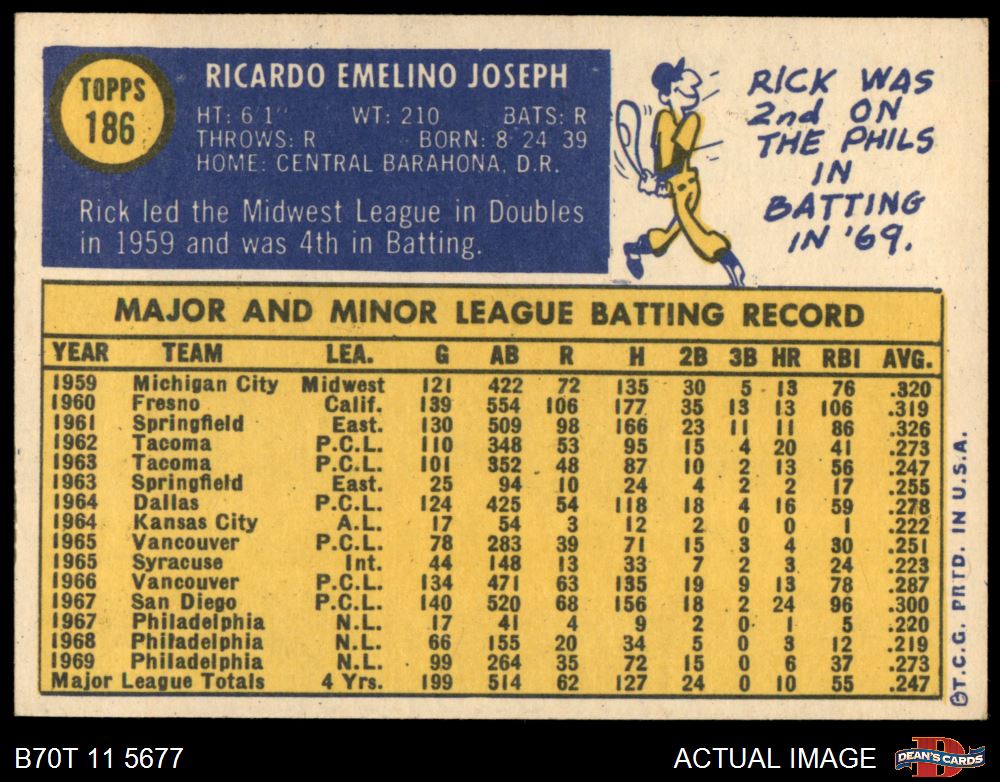 TOPPS
186
RICARDO EMELINO JOSEPH
HT: 6 1" WT: 210 BATS: R
THROWS: R BORN: 8 24 39
HOME: CENTRAL BARAHONA, D.R.
Rick led the Midwest League in Doubles
in 1959 and was 4th in Batting.
RICK WAS
2nd ON
THE PHILS
IN
BATTING
IN '69.
MAJOR AND MINOR LEAGUE BATTING RECORD
YEAR TEAM LEA. G AB R H 2B 3B HR RBI AVG.
1959 Michigan City Midwest 121 422 72 135 30 5 13 76 .320
1960 Fresno Calif. 139 554 106 177 35 13 13 106 .319
1961 Springfield East. 130 509 98 166 23 11 11 86 .326
1962 Tacoma P.C.L. 110 348 53 95 15 4 20 41 .273
1963 Tacoma P.C.L. 101 352 48 87 10 2 13 56 .247
1963 Springfield East. 25 94 10 24 4 2 2 17 .255
1964 Dallas P.C.L. 124 425 54 118 18 4 16 59 .278
1964 Kansas City A.L. 17 54 3 12 2 0 0 1 .222
1965 Vancouver P.C.L. 78 283 39 71 15 3 4 30 .251
1965 Syracuse Int. 44 148 13 33 7 2 3 24 .223
1966 Vancouver P.C.L. 134 471 63 135 19 9 13 78 .287
1967 San Diego P.C.L. 140 520 68 156 18 2 24 96 .300
1967 Philadelphia N.L. 17 41 4 9 2 0 1 5 .220
1968 Philadelphia N.L. 66 155 20 34 5 0 3 12 .219
1969 Philadelphia N.L. 99 264 35 72 15 0 6 37 .273
Major League Totals 4 Yrs. 199 514 62 127 24 0 10 55 .247
©T.C.G. PRTD. IN U.S.A.
B70T 11 5677
ACTUAL IMAGE
D
DEAN'S CARDS